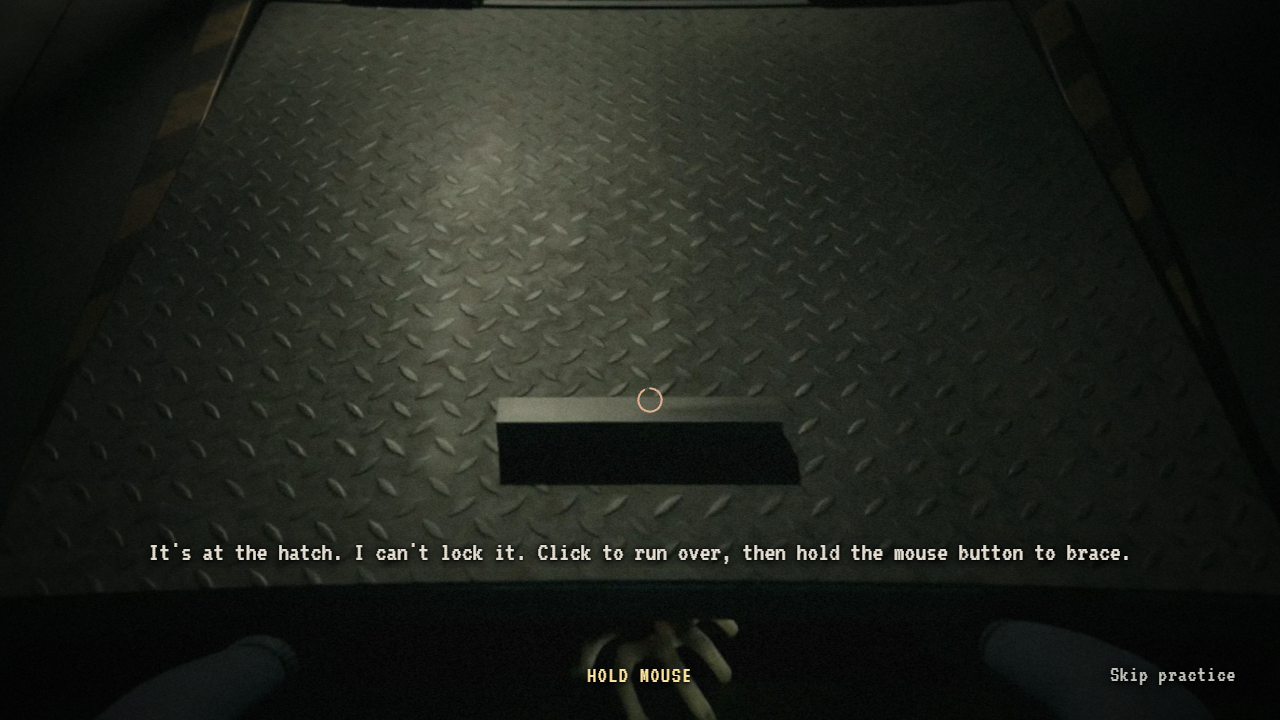 It's at the hatch. I can't lock it. Click to run over, then hold the mouse button to brace.
HOLD MOUSE
Skip practice